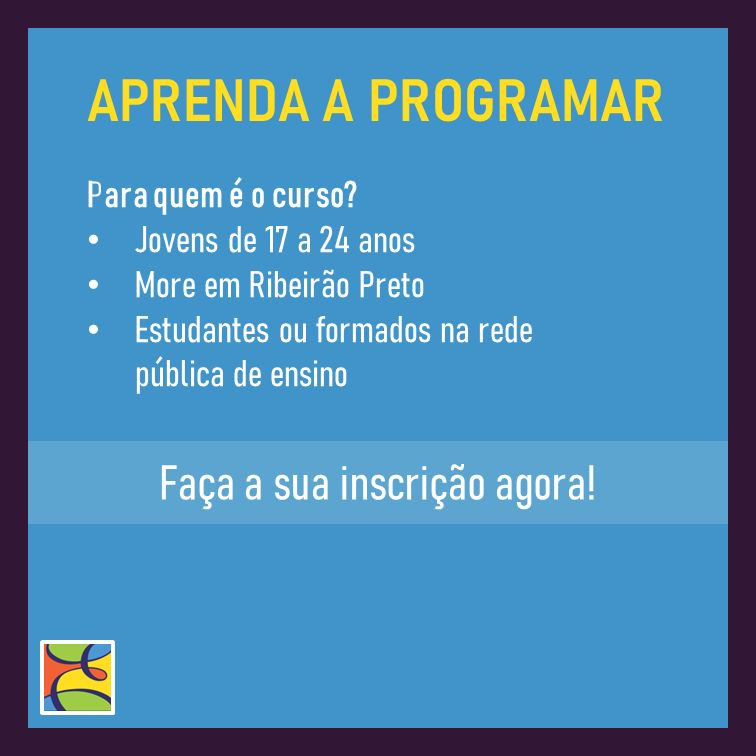 APRENDA A PROGRAMAR
Para quem é o curso?
• Jovens de 17 a 24 anos
• More em Ribeirão Preto
• Estudantes ou formados na rede
pública de ensino
Faça a sua inscrição agora!